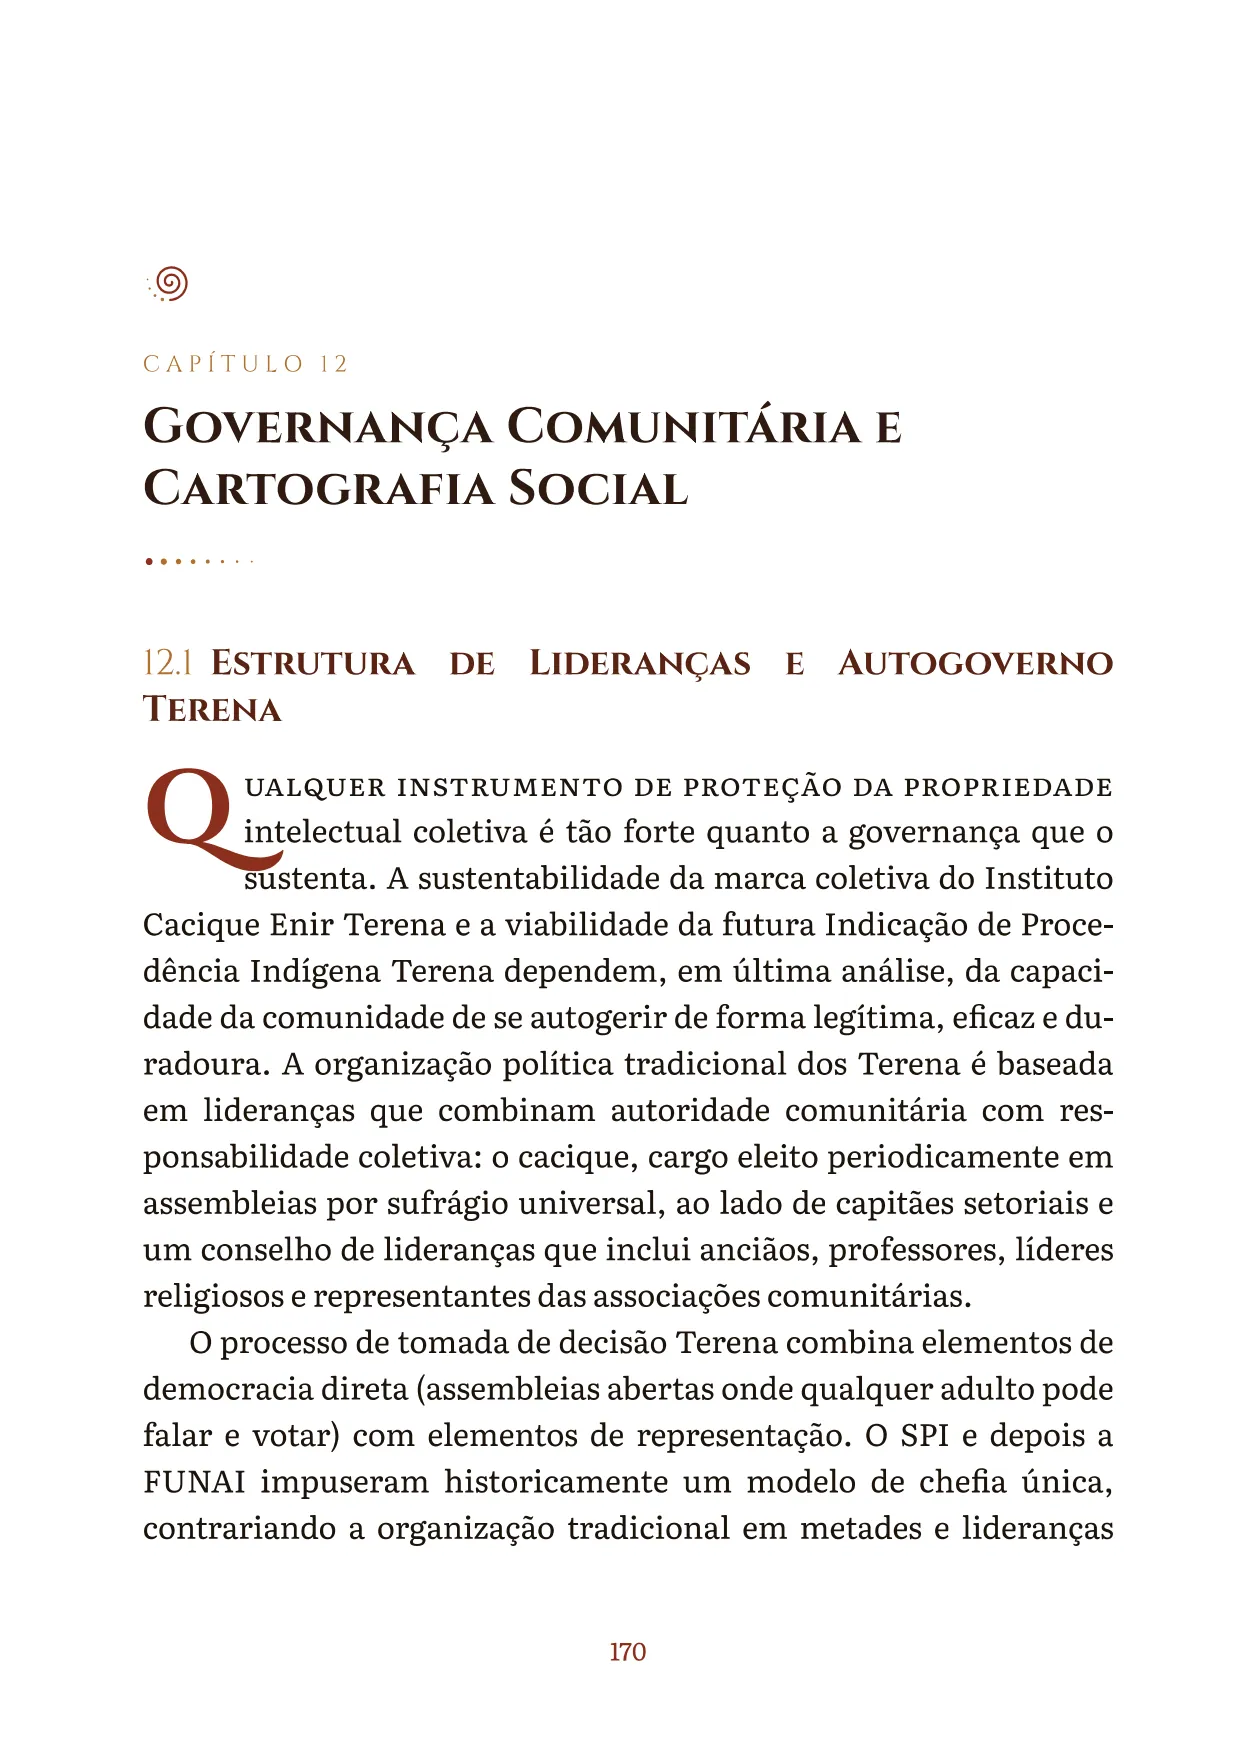 CAPÍTULO 12
Governança Comunitária e
Cartografia Social
12.1 Estrutura de Lideranças e Autogoverno
Terena
Qualquer instrumento de proteção da propriedade
intelectual coletiva é tão forte quanto a governança que o
sustenta. A sustentabilidade da marca coletiva do Instituto
Cacique Enir Terena e a viabilidade da futura Indicação de Proce-
dência Indígena Terena dependem, em última análise, da capaci-
dade da comunidade de se autogerir de forma legítima, eficaz e du-
radoura. A organização política tradicional dos Terena é baseada
em lideranças que combinam autoridade comunitária com res-
ponsabilidade coletiva: o cacique, cargo eleito periodicamente em
assembleias por sufrágio universal, ao lado de capitães setoriais e
um conselho de lideranças que inclui anciãos, professores, líderes
religiosos e representantes das associações comunitárias.
O processo de tomada de decisão Terena combina elementos de
democracia direta (assembleias abertas onde qualquer adulto pode
falar e votar) com elementos de representação. O SPI e depois a
FUNAI impuseram historicamente um modelo de chefia única,
contrariando a organização tradicional em metades e lideranças
170